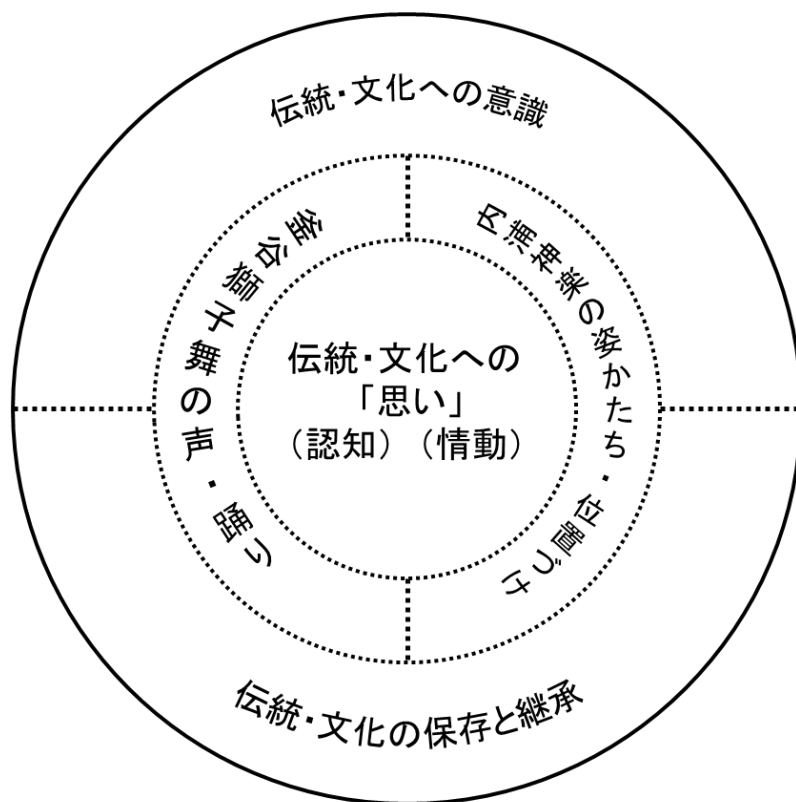 伝統・文化への意識
釜谷獅子舞の声・踊り
内海神楽の姿かたち・位置づけ
伝統・文化への
「思い」
（認知）（情動）
伝統・文化の保存と継承